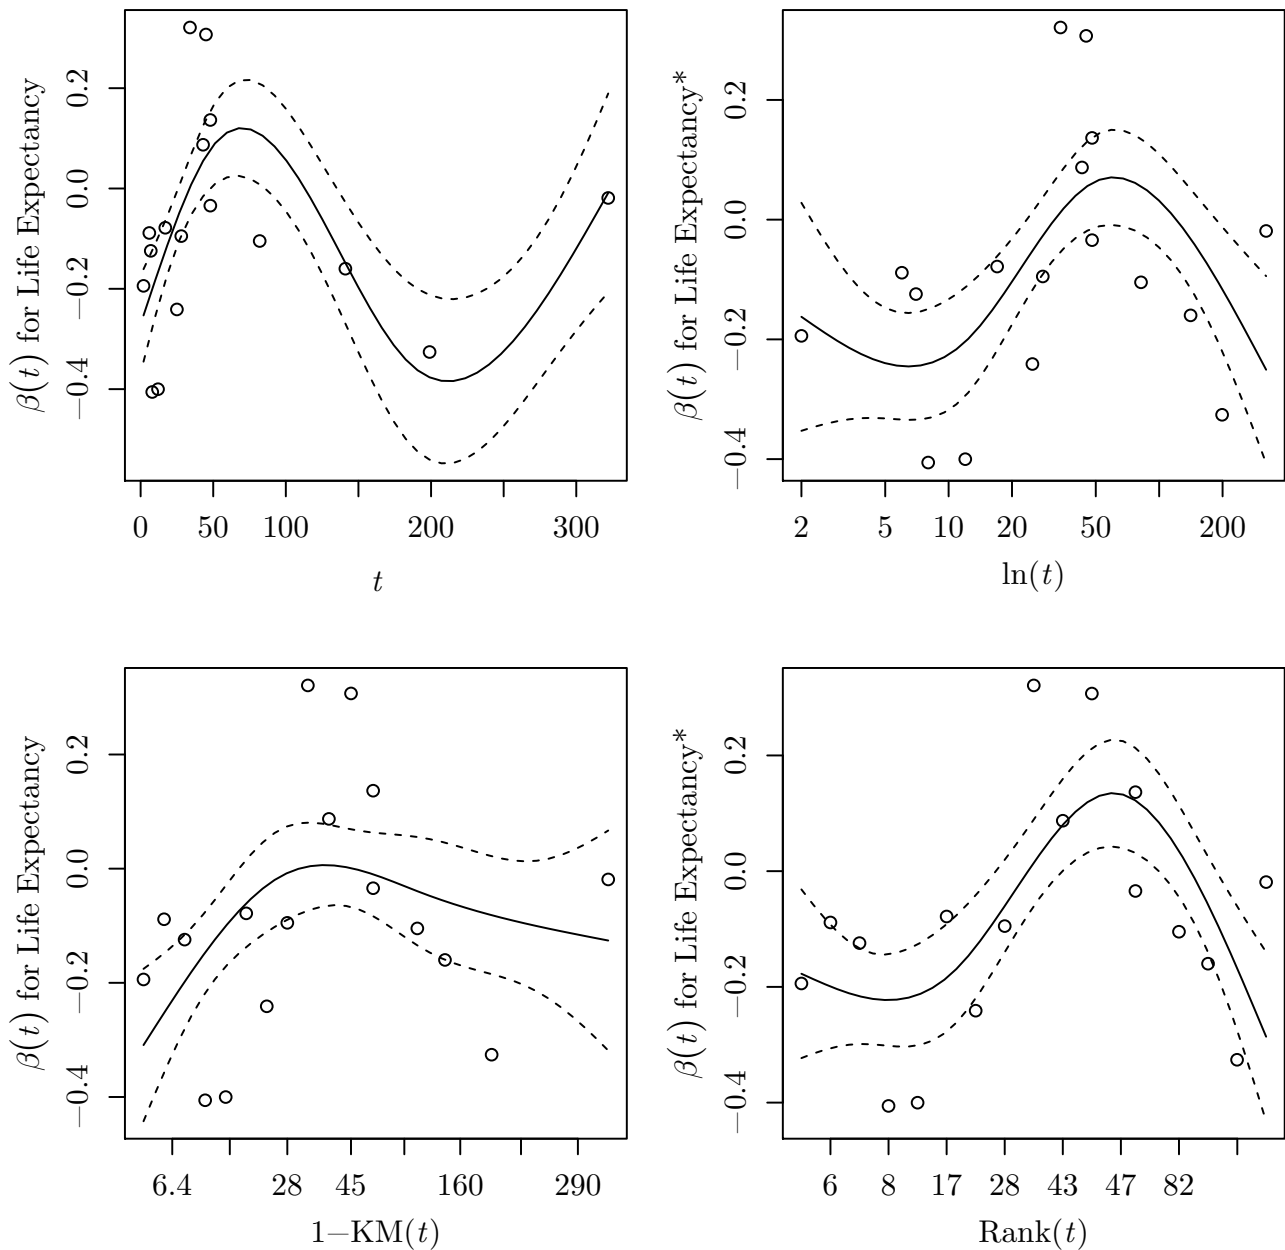 β(t) for Life Expectancy
0.2
0.0
−0.2
−0.4
0 50 100 200 300
t
β(t) for Life Expectancy*
0.2
0.0
−0.2
−0.4
2 5 10 20 50 200
ln(t)
β(t) for Life Expectancy
0.2
0.0
−0.2
−0.4
6.4 28 45 160 290
1−KM(t)
β(t) for Life Expectancy*
0.2
0.0
−0.2
−0.4
6 8 17 28 43 47 82
Rank(t)